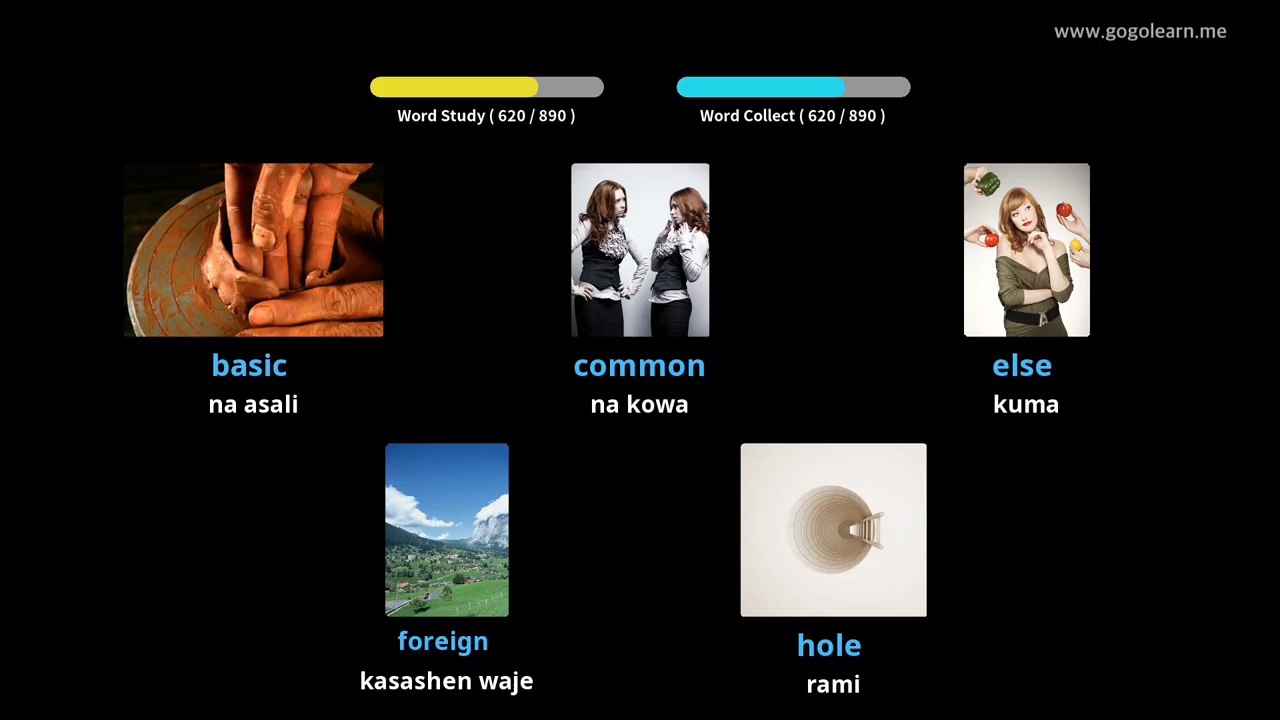 www.gogolearn.me
Word Study ( 620 / 890 )
Word Collect ( 620 / 890 )
basic
na asali
common
na kowa
else
kuma
foreign
kasashen waje
hole
rami